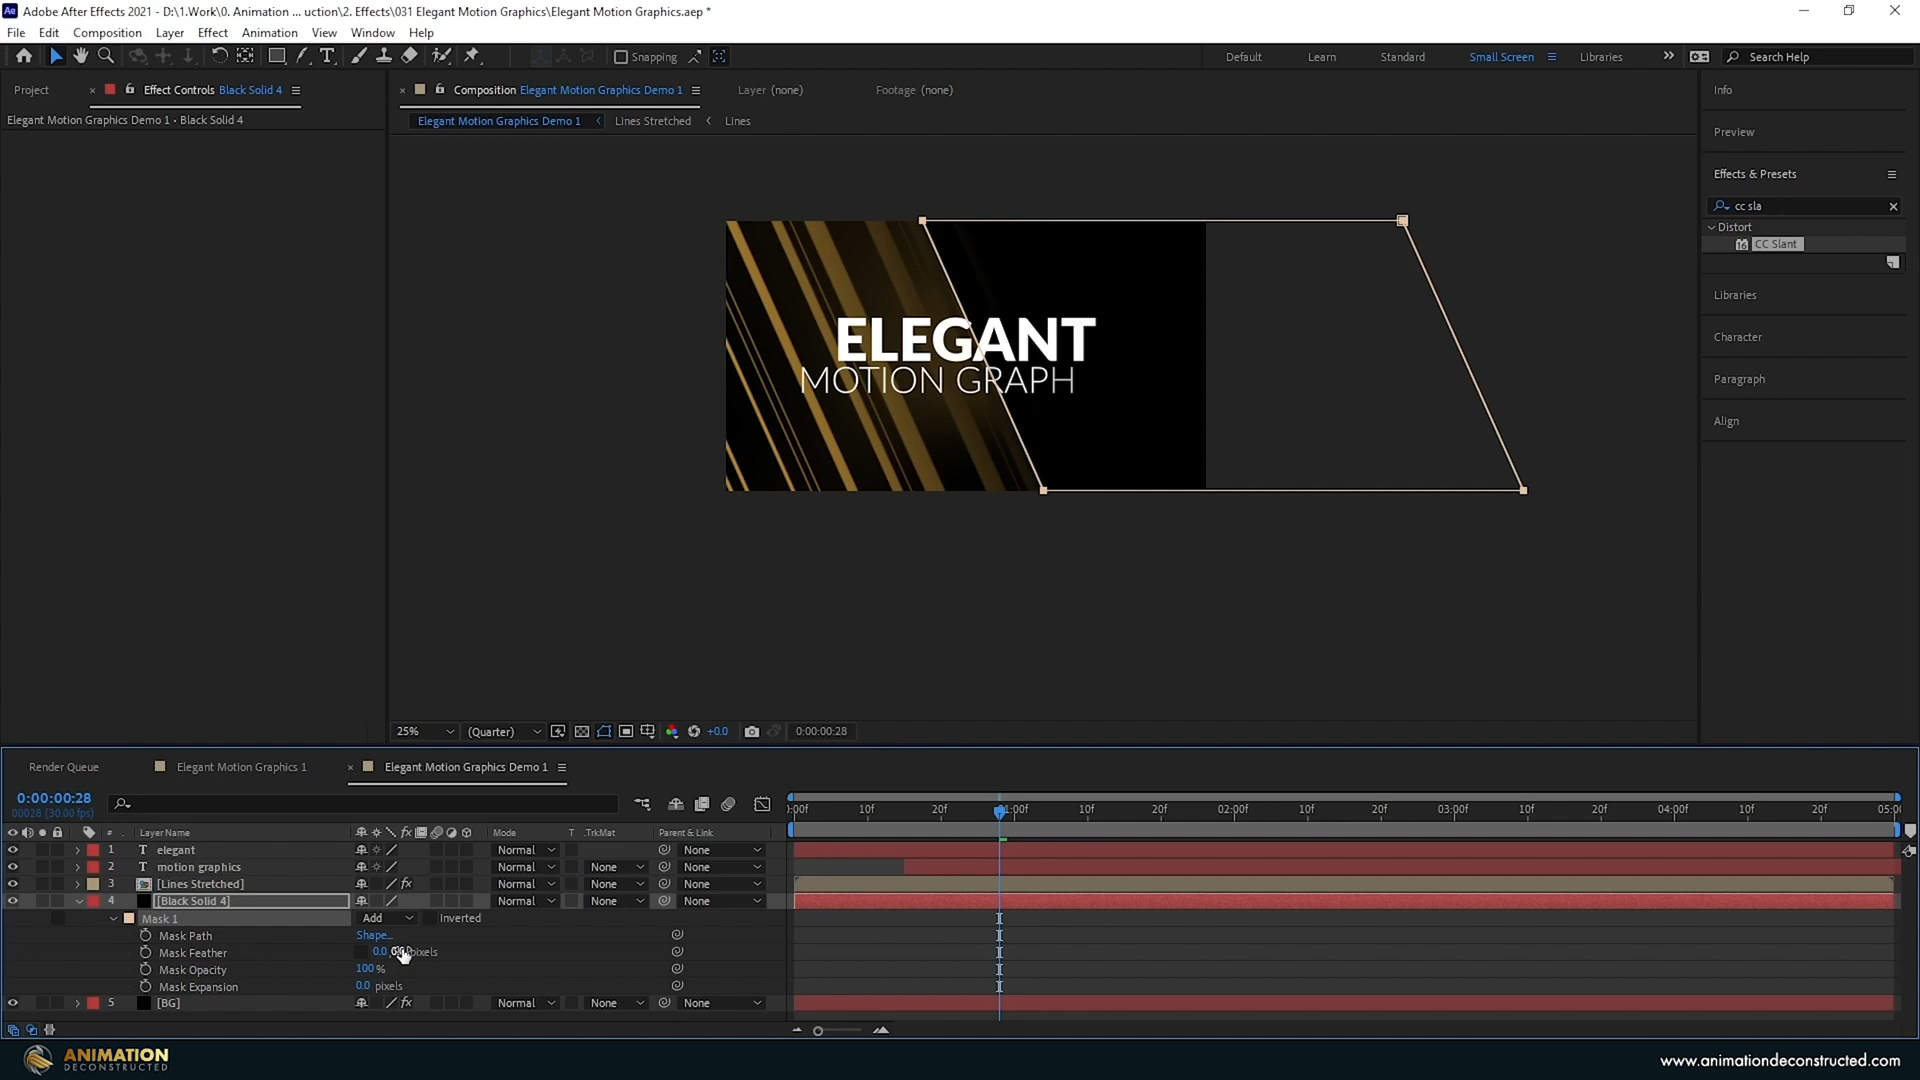 Adobe After Effects 2021 - D:\1.Work\0. Animation ... uction\2. Effects\031 Elegant Motion Graphics\Elegant Motion Graphics.aep *
File Edit Composition Layer Effect Animation View Window Help
Snapping Default Learn Standard Small Screen Libraries Search Help
Project Effect Controls Black Solid 4 Composition Elegant Motion Graphics Demo 1 Layer (none) Footage (none) Info
Elegant Motion Graphics Demo 1 • Black Solid 4 Elegant Motion Graphics Demo 1 Lines Stretched Lines
Preview
Effects & Presets
cc sla
Distort
CC Slant
Libraries
Character
Paragraph
Align
ELEGANT
MOTION GRAPH
25% (Quarter) +0.0 0:00:00:28
Render Queue Elegant Motion Graphics 1 Elegant Motion Graphics Demo 1
0:00:00:28
00028 (30.00 fps)
:00f 10f 20f 01:00f 10f 20f 02:00f 10f 20f 03:00f 10f 20f 04:00f 10f 20f 05:00
# Layer Name fx Mode T .TrkMat Parent & Link
1 T elegant Normal None
2 T motion graphics Normal None None
3 [Lines Stretched] fx Normal None None
4 [Black Solid 4] Normal None None
Mask 1 Add Inverted
Mask Path Shape...
Mask Feather 0.0, pixels
Mask Opacity 100 %
Mask Expansion 0.0 pixels
5 [BG] fx Normal None None
ANIMATION
DECONSTRUCTED
www.animationdeconstructed.com